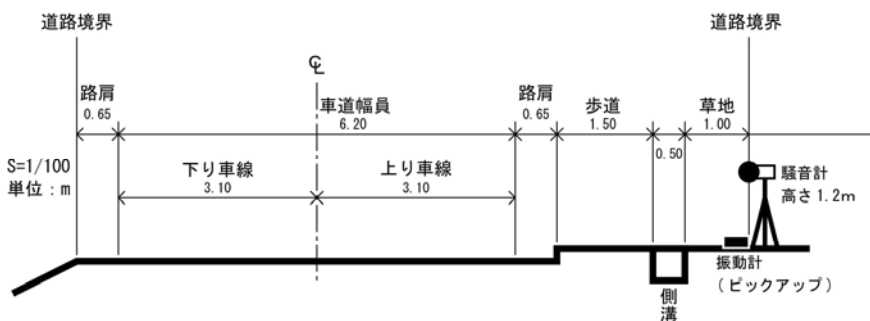 道路境界
道路境界
℄
路肩
0.65
車道幅員
6.20
路肩
0.65
歩道
1.50
0.50
草地
1.00
S=1/100
単位：m
下り車線
3.10
上り車線
3.10
騒音計
高さ1.2m
振動計
（ピックアップ）
側溝